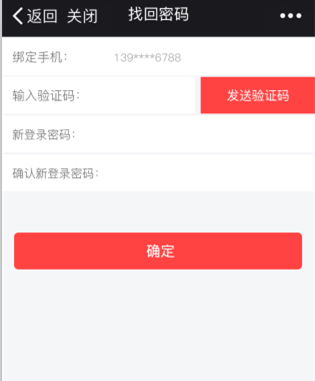 返回 关闭 找回密码
绑定手机： 139****6788
输入验证码： 发送验证码
新登录密码：
确认新登录密码：
确定